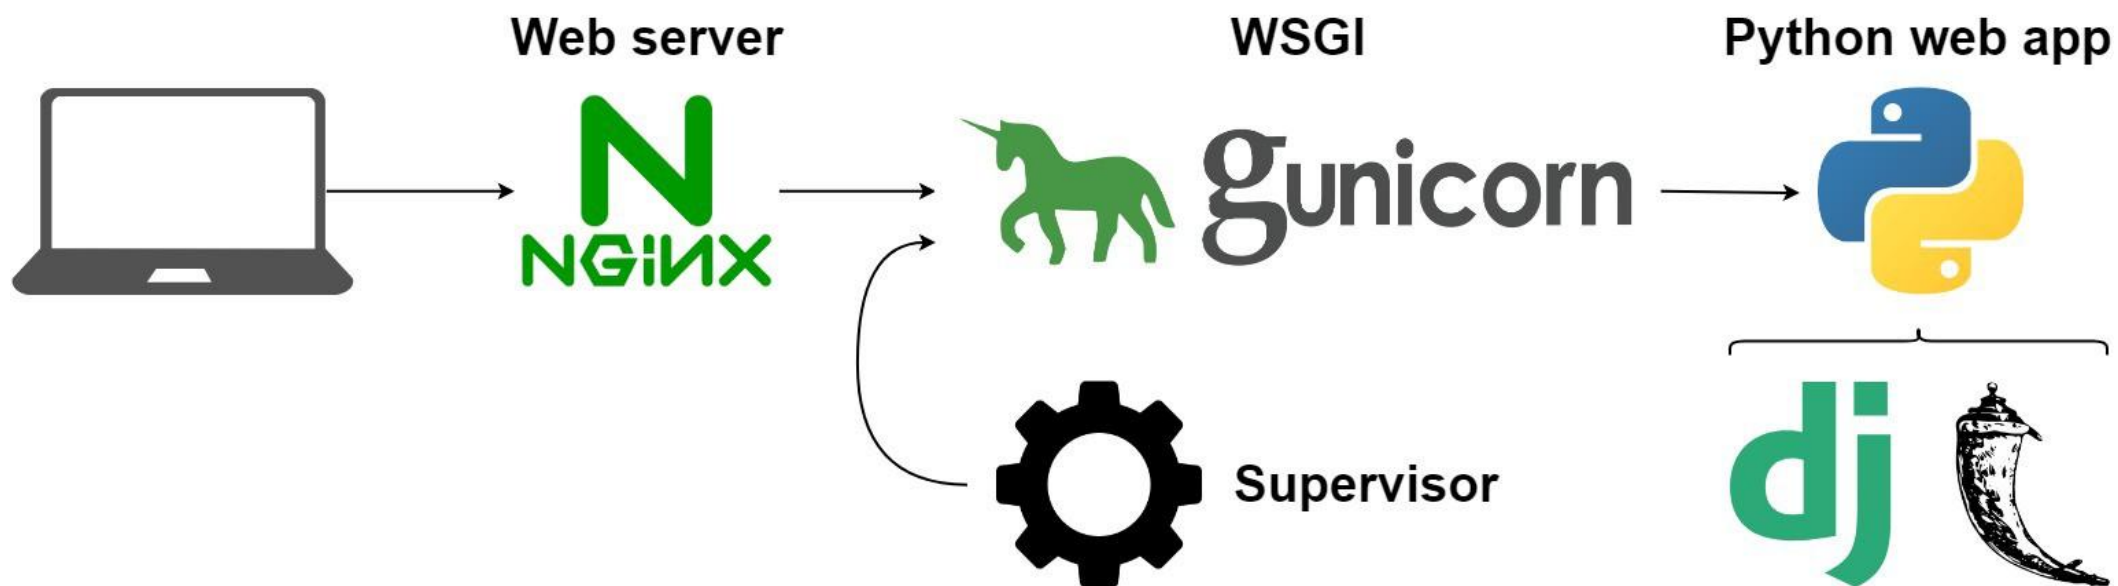 Web server
WSGI
Python web app
N
NGiNX
gunicorn
Supervisor
dj